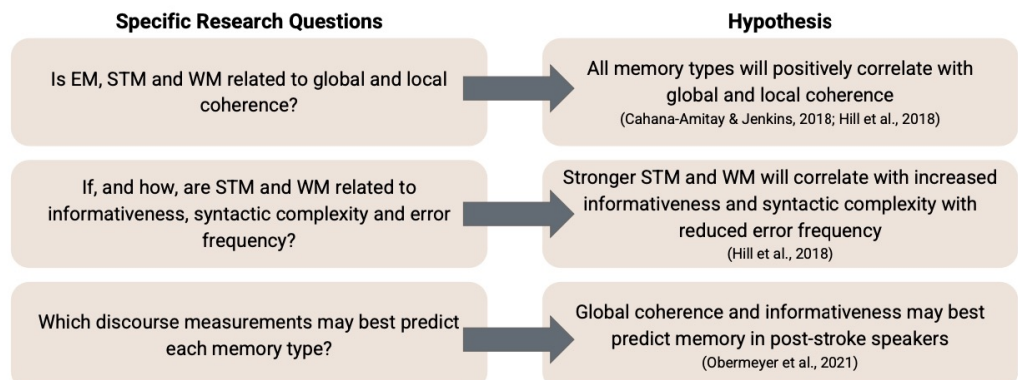 Specific Research Questions
Hypothesis
Is EM, STM and WM related to global and local
coherence?
All memory types will positively correlate with
global and local coherence
(Cahana-Amitay & Jenkins, 2018; Hill et al., 2018)
If, and how, are STM and WM related to
informativeness, syntactic complexity and error
frequency?
Stronger STM and WM will correlate with increased
informativeness and syntactic complexity with
reduced error frequency
(Hill et al., 2018)
Which discourse measurements may best predict
each memory type?
Global coherence and informativeness may best
predict memory in post-stroke speakers
(Obermeyer et al., 2021)